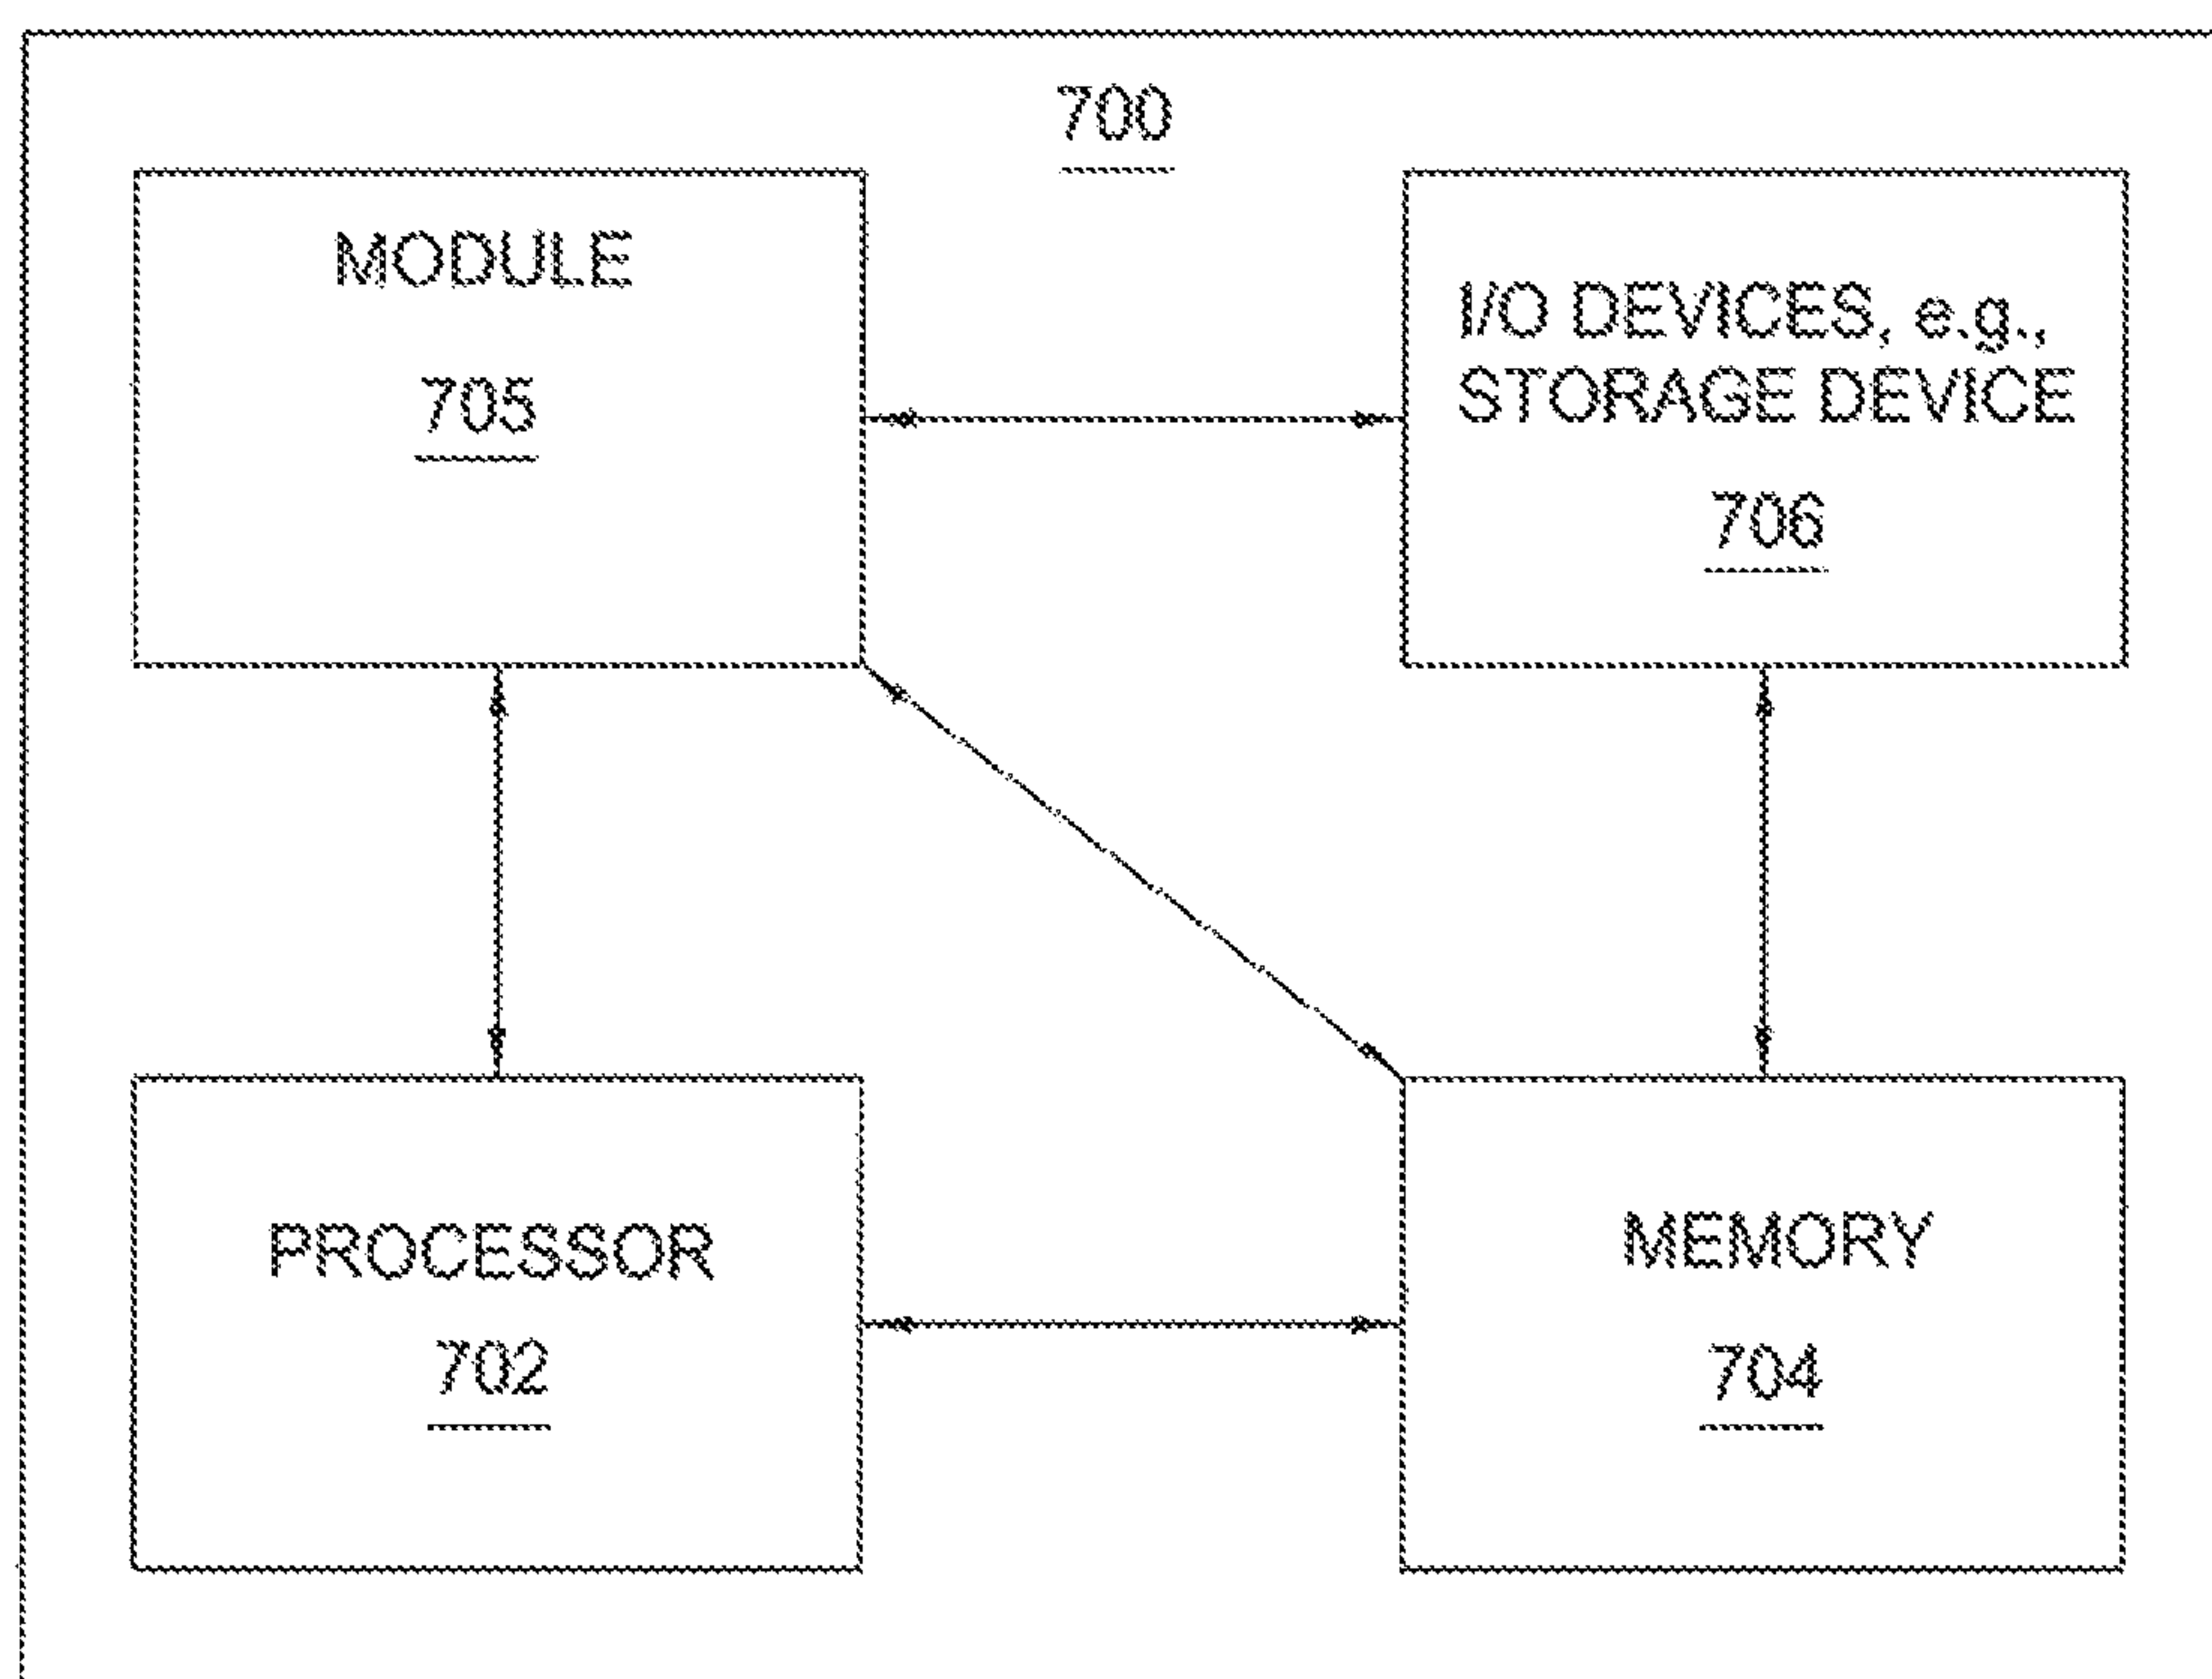 700
MODULE
705
I/O DEVICES, e.g.,
STORAGE DEVICE
706
PROCESSOR
702
MEMORY
704